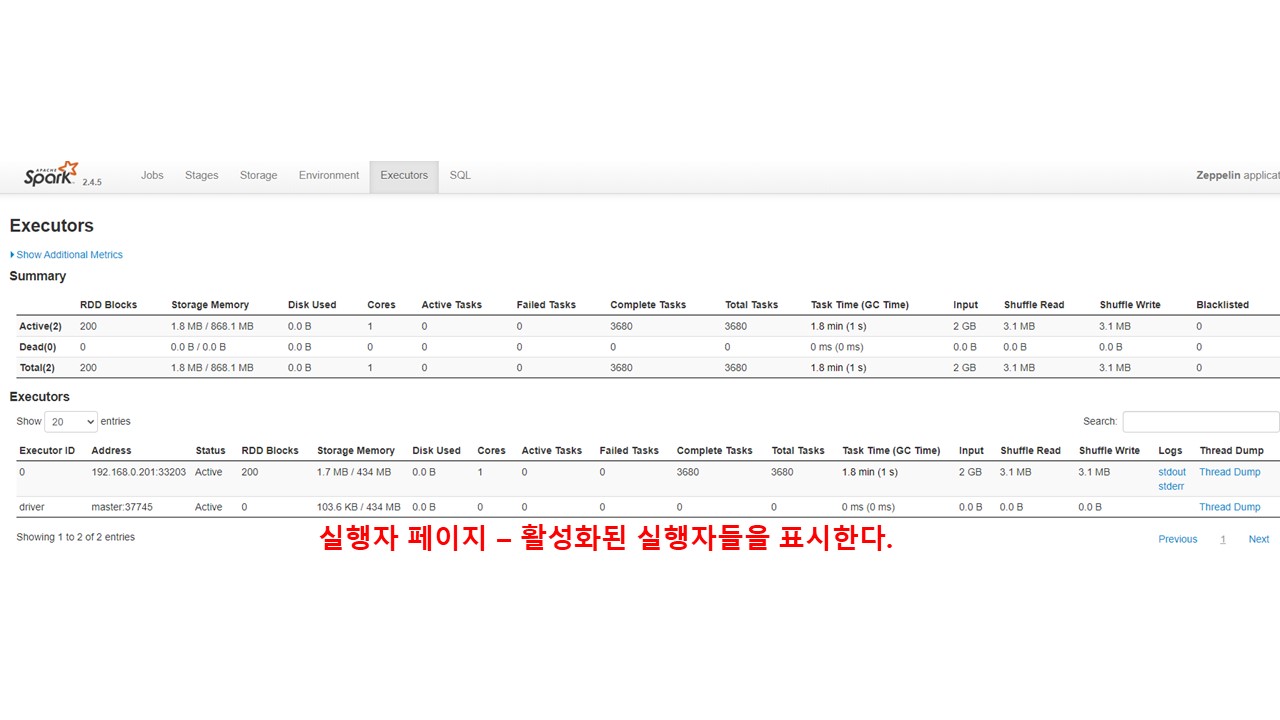 APACHE Spark 2.4.5 Jobs Stages Storage Environment Executors SQL Zeppelin applicat
Executors
Show Additional Metrics
Summary
RDD Blocks Storage Memory Disk Used Cores Active Tasks Failed Tasks Complete Tasks Total Tasks Task Time (GC Time) Input Shuffle Read Shuffle Write Blacklisted
Active(2) 200 1.8 MB / 868.1 MB 0.0 B 1 0 0 3680 3680 1.8 min (1 s) 2 GB 3.1 MB 3.1 MB 0
Dead(0) 0 0.0 B / 0.0 B 0.0 B 0 0 0 0 0 0 ms (0 ms) 0.0 B 0.0 B 0.0 B 0
Total(2) 200 1.8 MB / 868.1 MB 0.0 B 1 0 0 3680 3680 1.8 min (1 s) 2 GB 3.1 MB 3.1 MB 0
Executors
Show 20 entries Search:
Executor ID Address Status RDD Blocks Storage Memory Disk Used Cores Active Tasks Failed Tasks Complete Tasks Total Tasks Task Time (GC Time) Input Shuffle Read Shuffle Write Logs Thread Dump
0 192.168.0.201:33203 Active 200 1.7 MB / 434 MB 0.0 B 1 0 0 3680 3680 1.8 min (1 s) 2 GB 3.1 MB 3.1 MB stdout Thread Dump
stderr
driver master:37745 Active 0 103.6 KB / 434 MB 0.0 B 0 0 0 0 0 0 ms (0 ms) 0.0 B 0.0 B 0.0 B Thread Dump
Showing 1 to 2 of 2 entries Previous 1 Next
실행자 페이지 – 활성화된 실행자들을 표시한다.